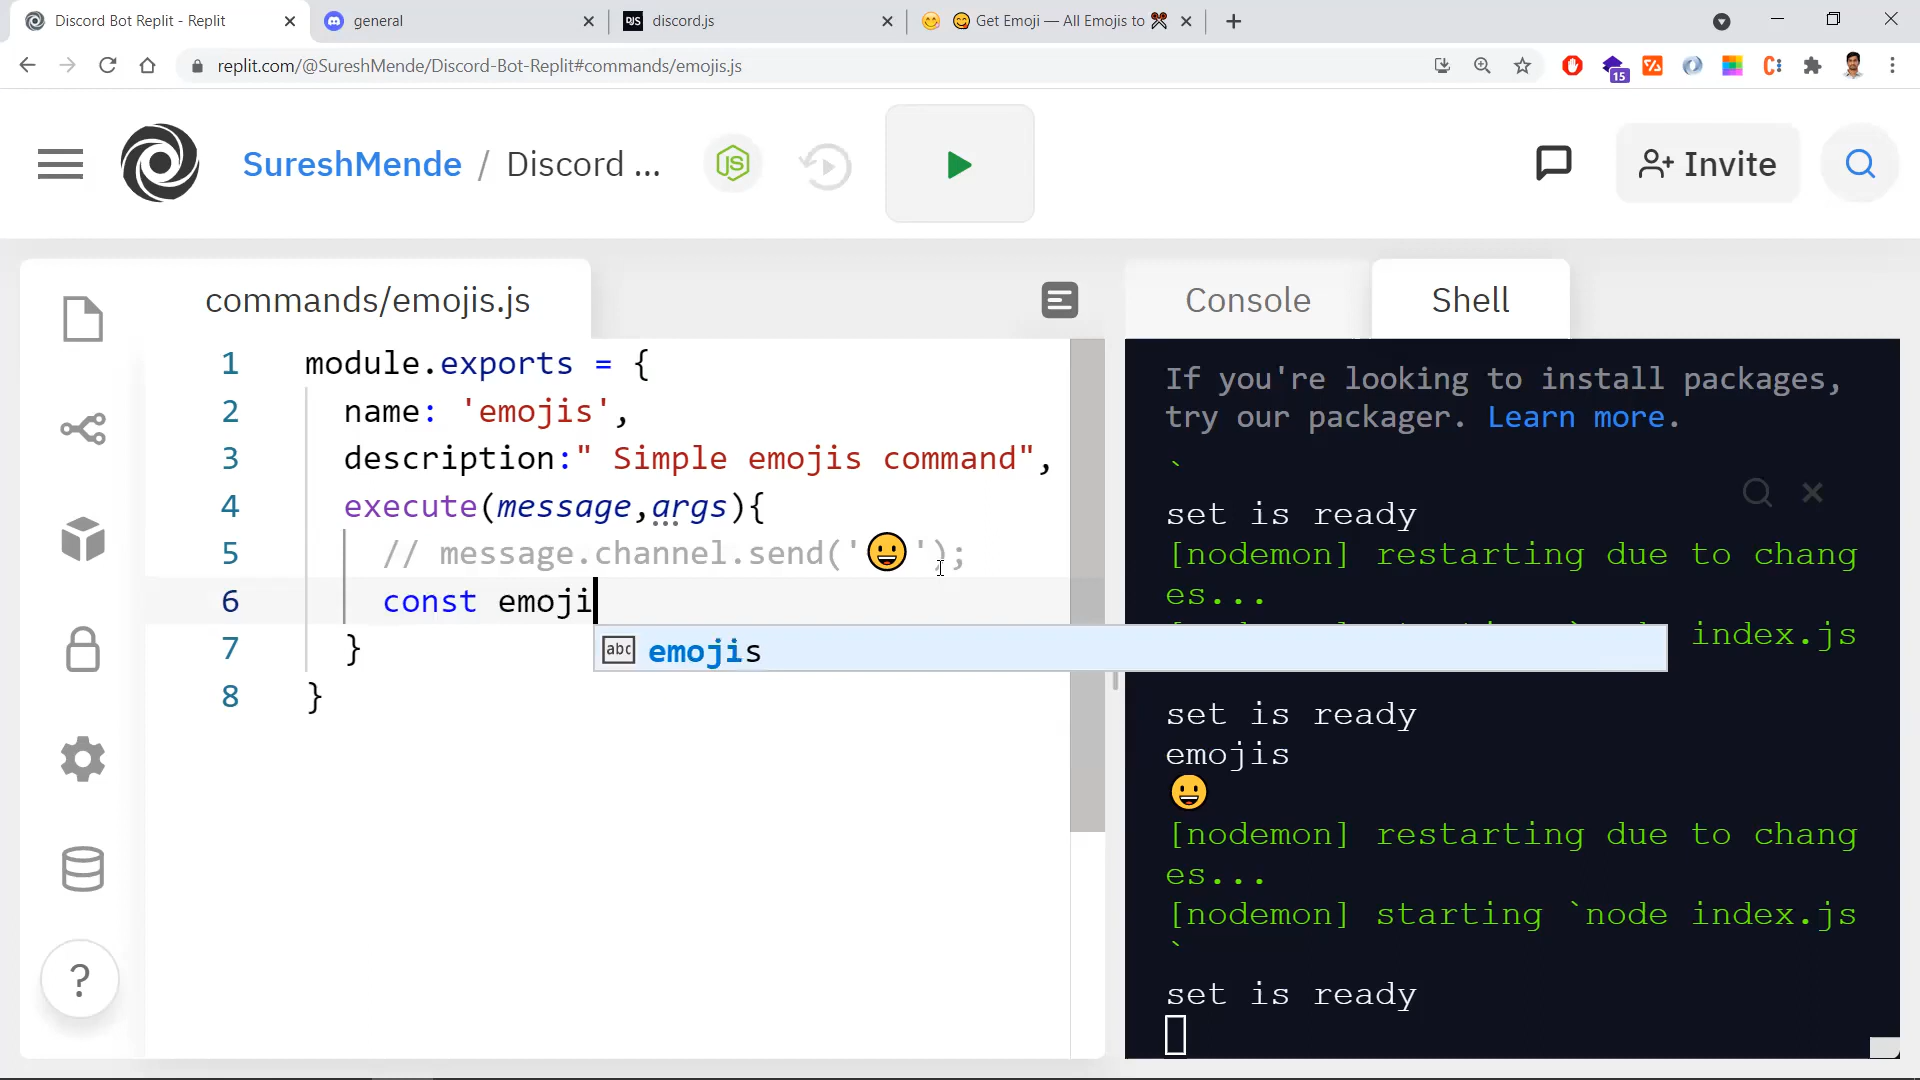 Discord Bot Replit - Replit
general
discord.js
😋 Get Emoji — All Emojis to ✂
replit.com/@SureshMende/Discord-Bot-Replit#commands/emojis.js
15
SureshMende / Discord ...
Invite
commands/emojis.js
1 module.exports = {
2 name: 'emojis',
3 description:" Simple emojis command",
4 execute(message,args){
5 // message.channel.send('😀');
6 const emoji
abc emojis
7 }
8 }
Console
Shell
If you're looking to install packages,
try our packager. Learn more.
`
set is ready
[nodemon] restarting due to chang
es...
index.js
set is ready
emojis
😀
[nodemon] restarting due to chang
es...
[nodemon] starting `node index.js
`
set is ready
?